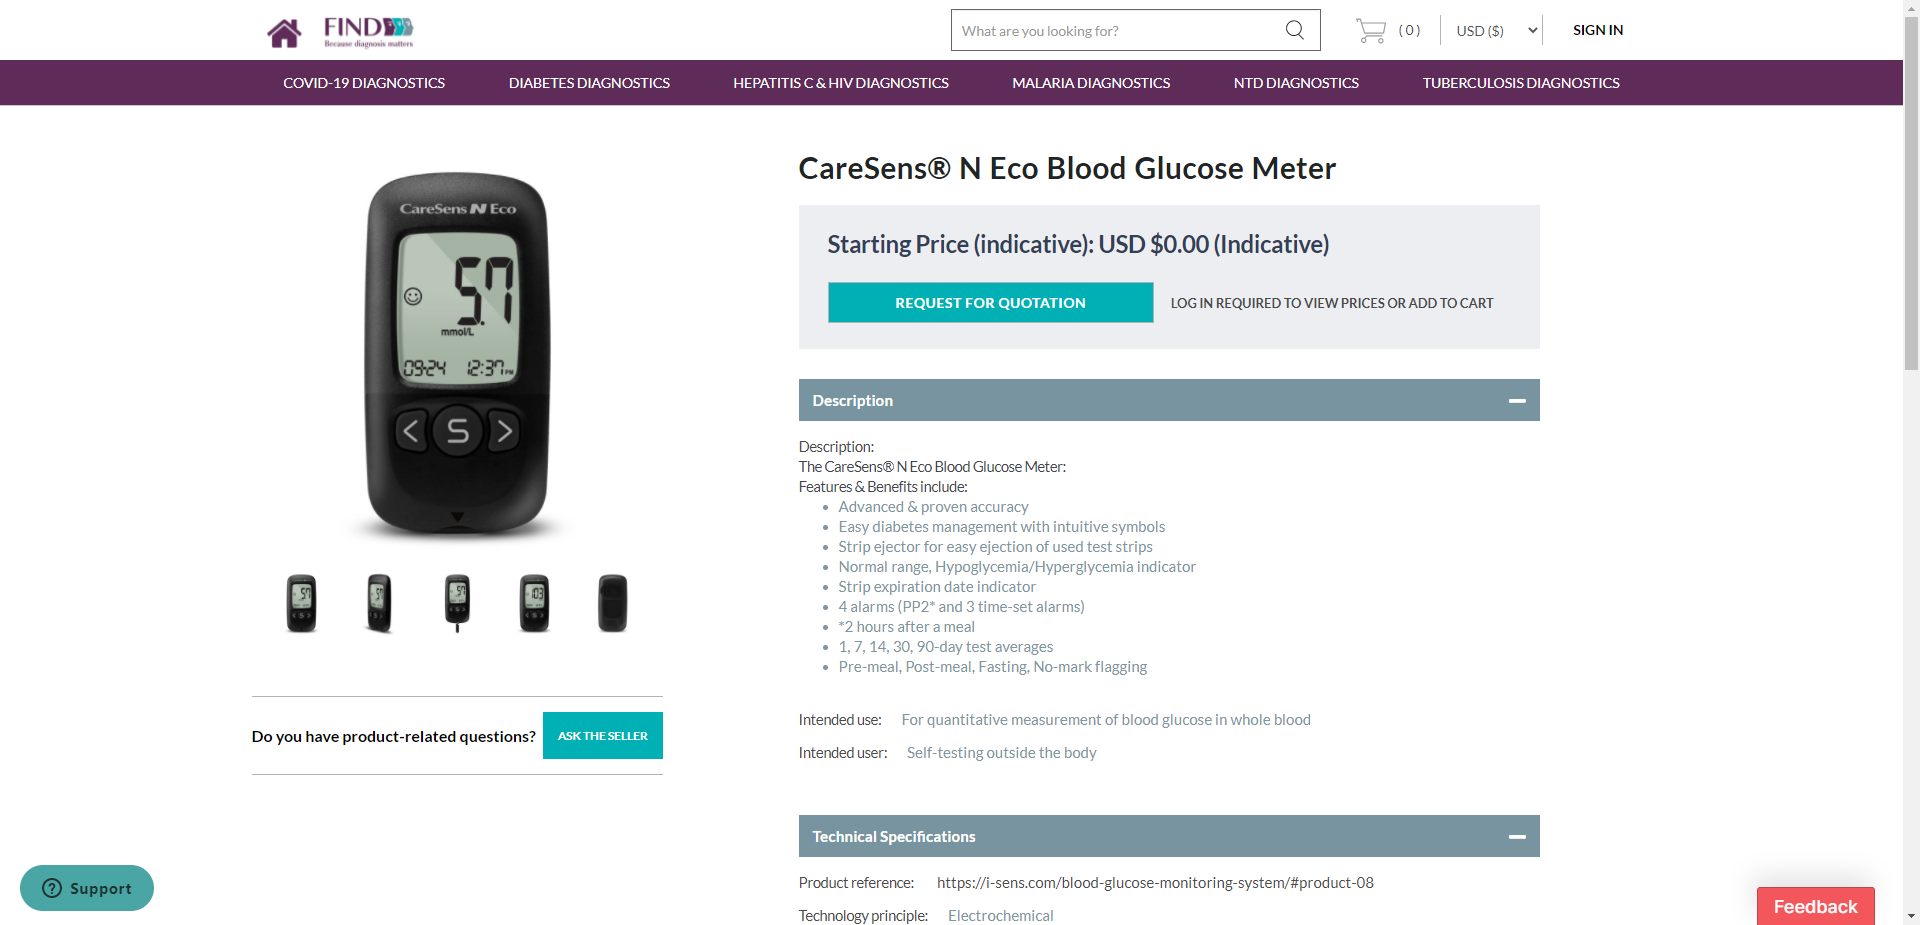 FIND
Because diagnosis matters
What are you looking for?
( 0 )
USD ($)
SIGN IN
COVID-19 DIAGNOSTICS
DIABETES DIAGNOSTICS
HEPATITIS C & HIV DIAGNOSTICS
MALARIA DIAGNOSTICS
NTD DIAGNOSTICS
TUBERCULOSIS DIAGNOSTICS
CareSens N Eco
57
mmol/L
09-24 12:37 PM
S
Do you have product-related questions?
ASK THE SELLER
CareSens® N Eco Blood Glucose Meter
Starting Price (indicative): USD $0.00 (Indicative)
REQUEST FOR QUOTATION
LOG IN REQUIRED TO VIEW PRICES OR ADD TO CART
Description
Description:
The CareSens® N Eco Blood Glucose Meter:
Features & Benefits include:
• Advanced & proven accuracy
• Easy diabetes management with intuitive symbols
• Strip ejector for easy ejection of used test strips
• Normal range, Hypoglycemia/Hyperglycemia indicator
• Strip expiration date indicator
• 4 alarms (PP2* and 3 time-set alarms)
• *2 hours after a meal
• 1, 7, 14, 30, 90-day test averages
• Pre-meal, Post-meal, Fasting, No-mark flagging
Intended use: For quantitative measurement of blood glucose in whole blood
Intended user: Self-testing outside the body
Technical Specifications
Product reference: https://i-sens.com/blood-glucose-monitoring-system/#product-08
Technology principle: Electrochemical
Support
Feedback